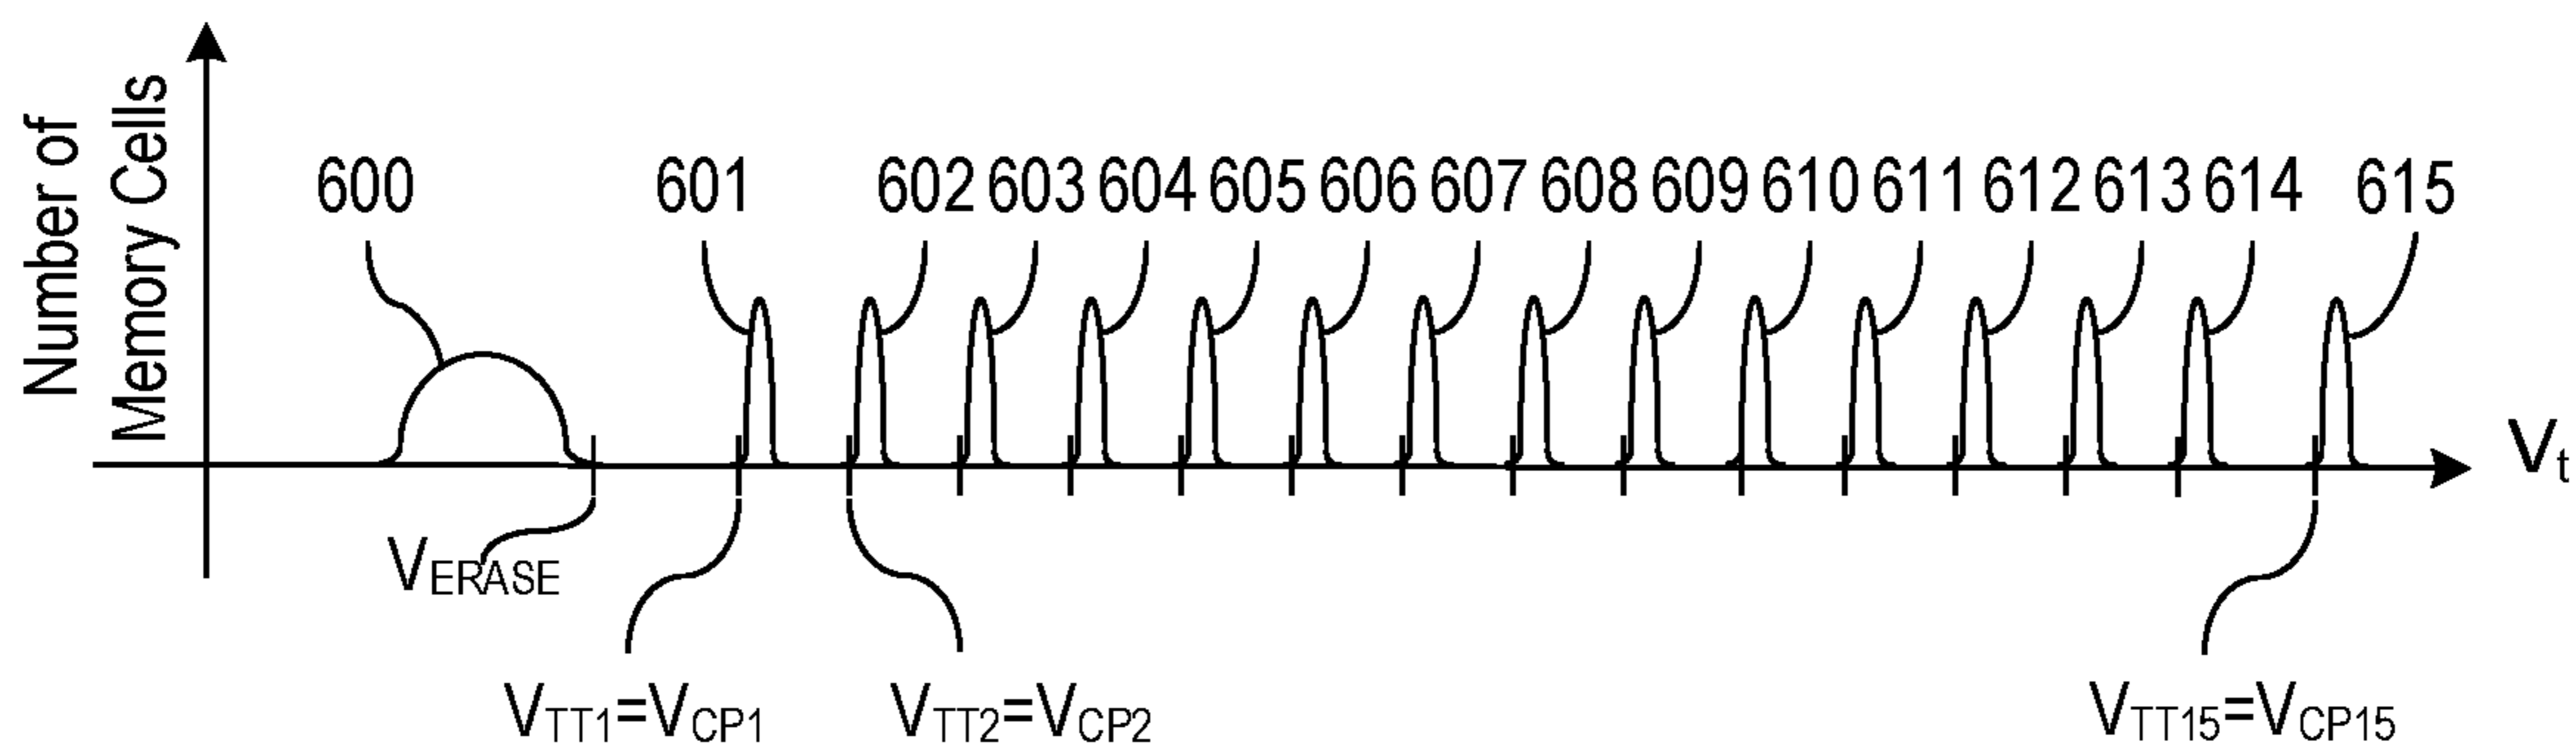 Number of
Memory Cells
600 601 602 603 604 605 606 607 608 609 610 611 612 613 614 615
Vt
VERASE
VTT1=VCP1 VTT2=VCP2 VTT15=VCP15